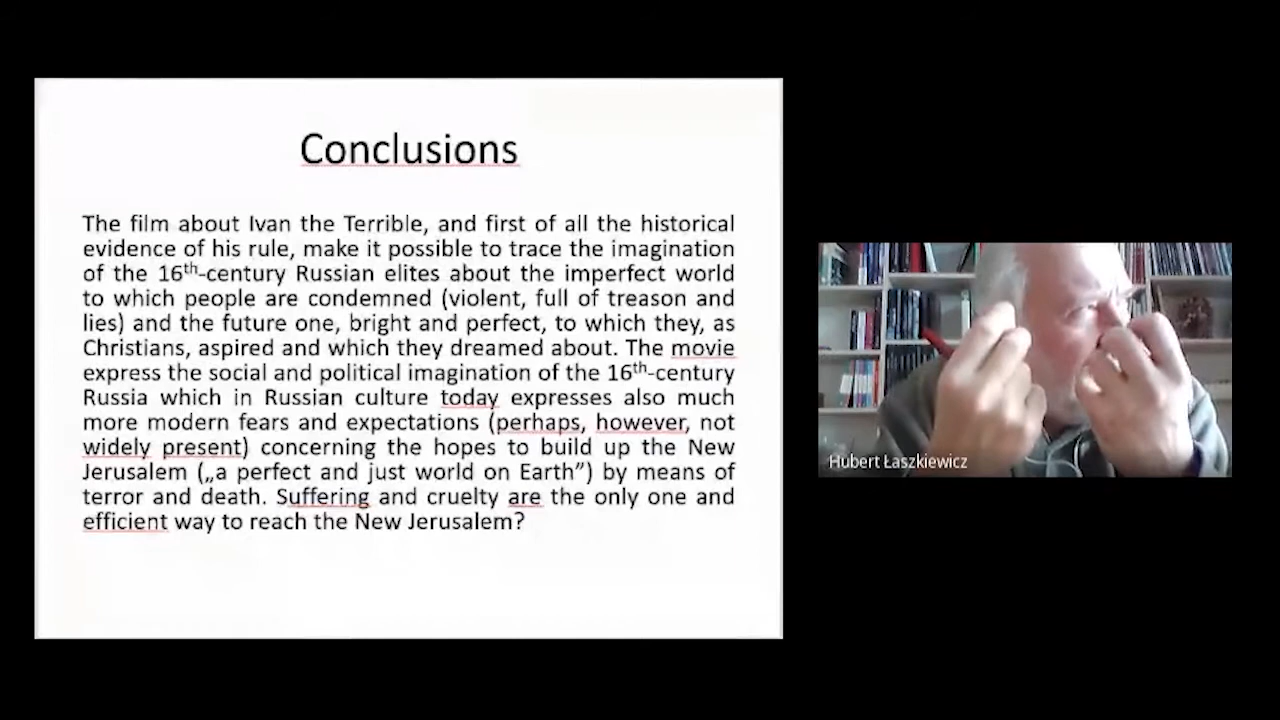 Conclusions
The film about Ivan the Terrible, and first of all the historical
evidence of his rule, make it possible to trace the imagination
of the 16th-century Russian elites about the imperfect world
to which people are condemned (violent, full of treason and
lies) and the future one, bright and perfect, to which they, as
Christians, aspired and which they dreamed about. The movie
express the social and political imagination of the 16th-century
Russia which in Russian culture today expresses also much
more modern fears and expectations (perhaps, however, not
widely present) concerning the hopes to build up the New
Jerusalem („a perfect and just world on Earth”) by means of
terror and death. Suffering and cruelty are the only one and
efficient way to reach the New Jerusalem?
Hubert Łaszkiewicz